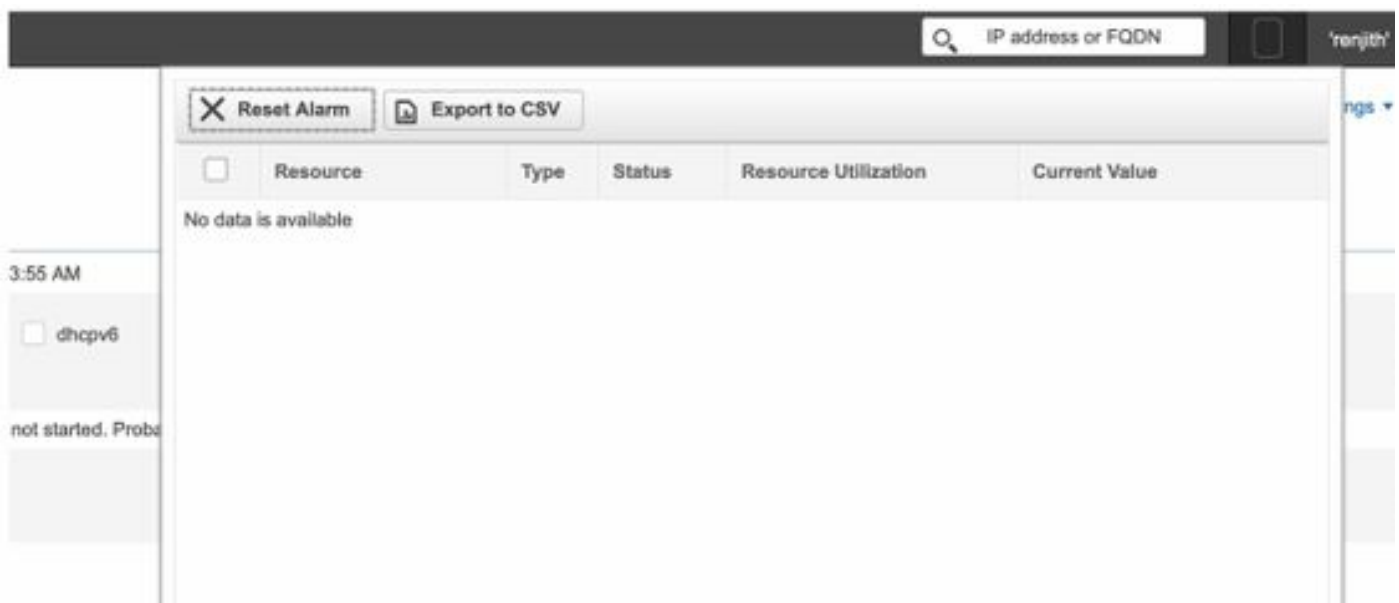 IP address or FQDN 'renjith'
Reset Alarm Export to CSV
ngs
Resource Type Status Resource Utilization Current Value
No data is available
3:55 AM
dhcpv6
not started. Proba